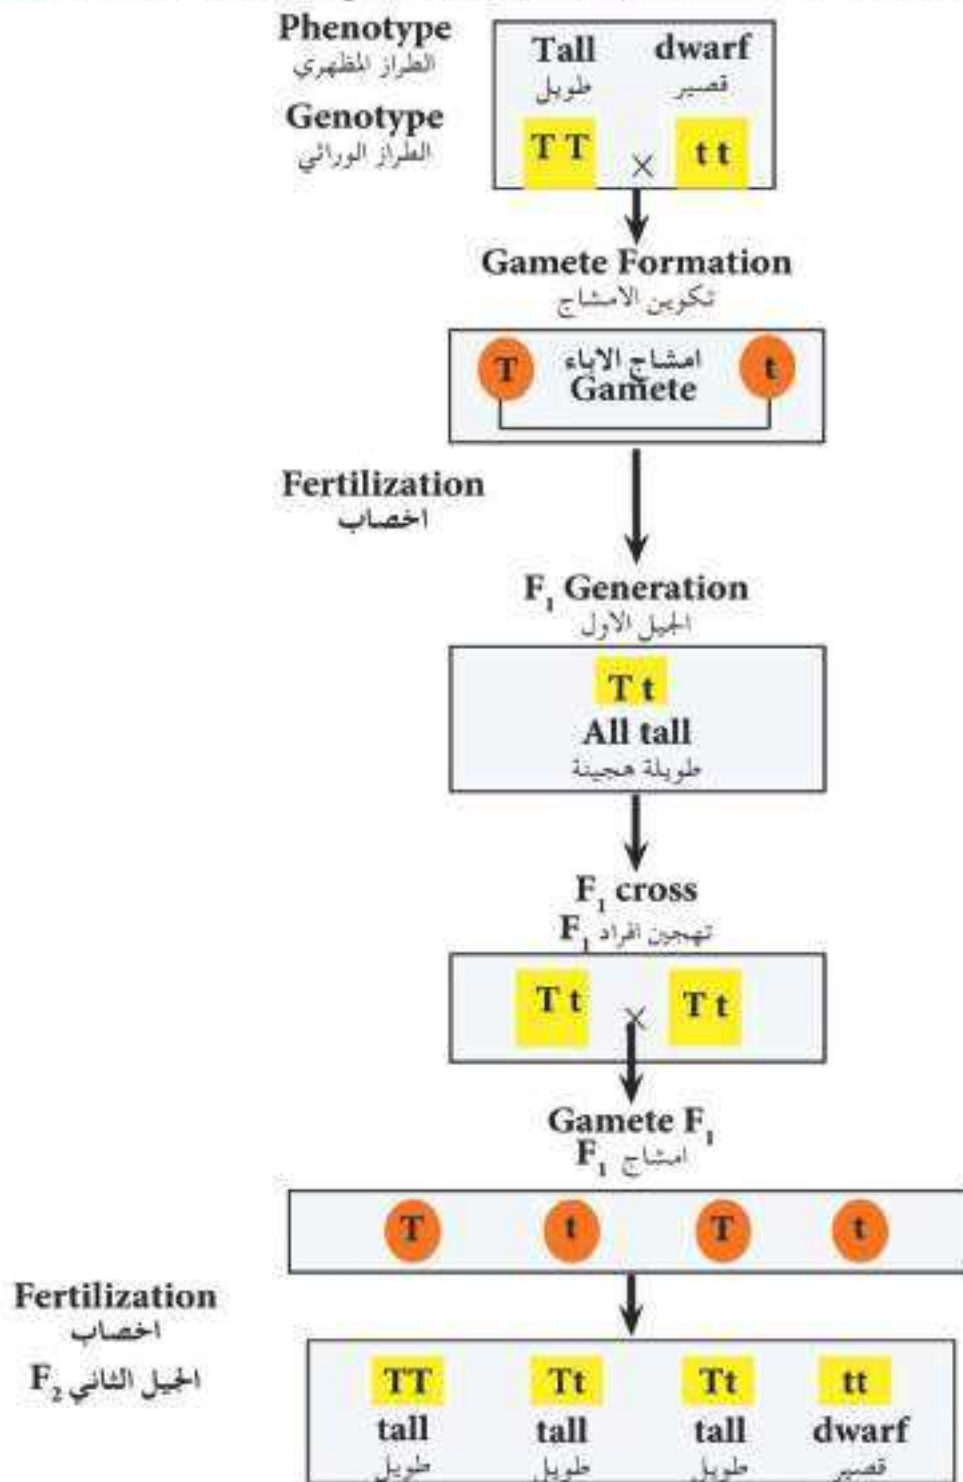 Phenotype
الطراز المظهري
Tall dwarf
طويل قصير
Genotype
الطراز الوراثي
T T × t t
Gamete Formation
تكوين الامشاج
T امشاج الاباء t
Gamete
Fertilization
اخصاب
F₁ Generation
الجيل الاول
T t
All tall
طويلة هجينة
F₁ cross
تهجين افراد F₁
T t × T t
Gamete F₁
امشاج F₁
T t T t
Fertilization
اخصاب
الجيل الثاني F₂
TT Tt Tt tt
tall tall tall dwarf
طويل طويل طويل قصير